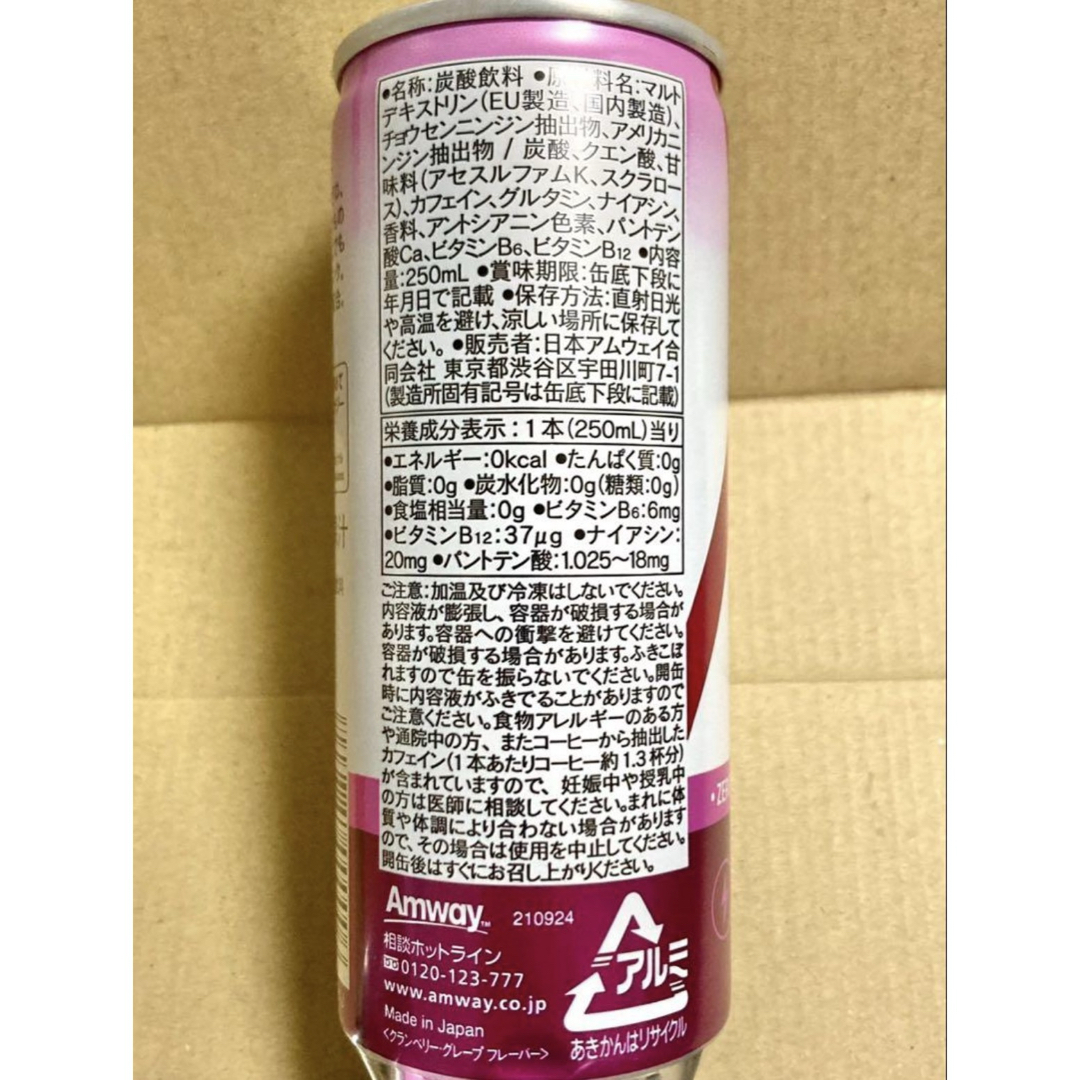 ●名称:炭酸飲料 ●原料名:マルト
デキストリン(EU製造、国内製造)、
チョウセンニンジン抽出物、アメリカニ
ンジン抽出物 / 炭酸、クエン酸、甘
味料(アセスルファムK、スクラロー
ス)、カフェイン、グルタミン、ナイアシン、
香料、アントシアニン色素、パントテン
酸Ca、ビタミンB6、ビタミンB12 ●内容
量:250mL ●賞味期限:缶底下段に
年月日で記載 ●保存方法:直射日光
や高温を避け、涼しい場所に保存して
ください。 ●販売者:日本アムウェイ合
同会社 東京都渋谷区宇田川町7-1
(製造所固有記号は缶底下段に記載)
栄養成分表示:1本(250mL)当り
●エネルギー:0kcal ●たんぱく質:0g
●脂質:0g ●炭水化物:0g(糖類:0g)
●食塩相当量:0g ●ビタミンB6:6mg
●ビタミンB12:37μg ●ナイアシン:
20mg ●パントテン酸:1.025〜18mg
ご注意:加温及び冷凍はしないでください。
内容液が膨張し、容器が破損する場合が
あります。容器への衝撃を避けてください。
容器が破損する場合があります。ふきこぼ
れますので缶を振らないでください。開缶
時に内容液がふきでることがありますので
ご注意ください。食物アレルギーのある方
や通院中の方、またコーヒーから抽出した
カフェイン(1本あたりコーヒー約1.3杯分)
が含まれていますので、妊娠中や授乳中
の方は医師に相談してください。まれに体
質や体調により合わない場合があります
ので、その場合は使用を中止してください。
開缶後はすぐにお召し上がりください。
Amway™ 210924
相談ホットライン
0120-123-777
www.amway.co.jp
Made in Japan
<クランベリー・グレープ フレーバー>
アルミ
あきかんはリサイクル